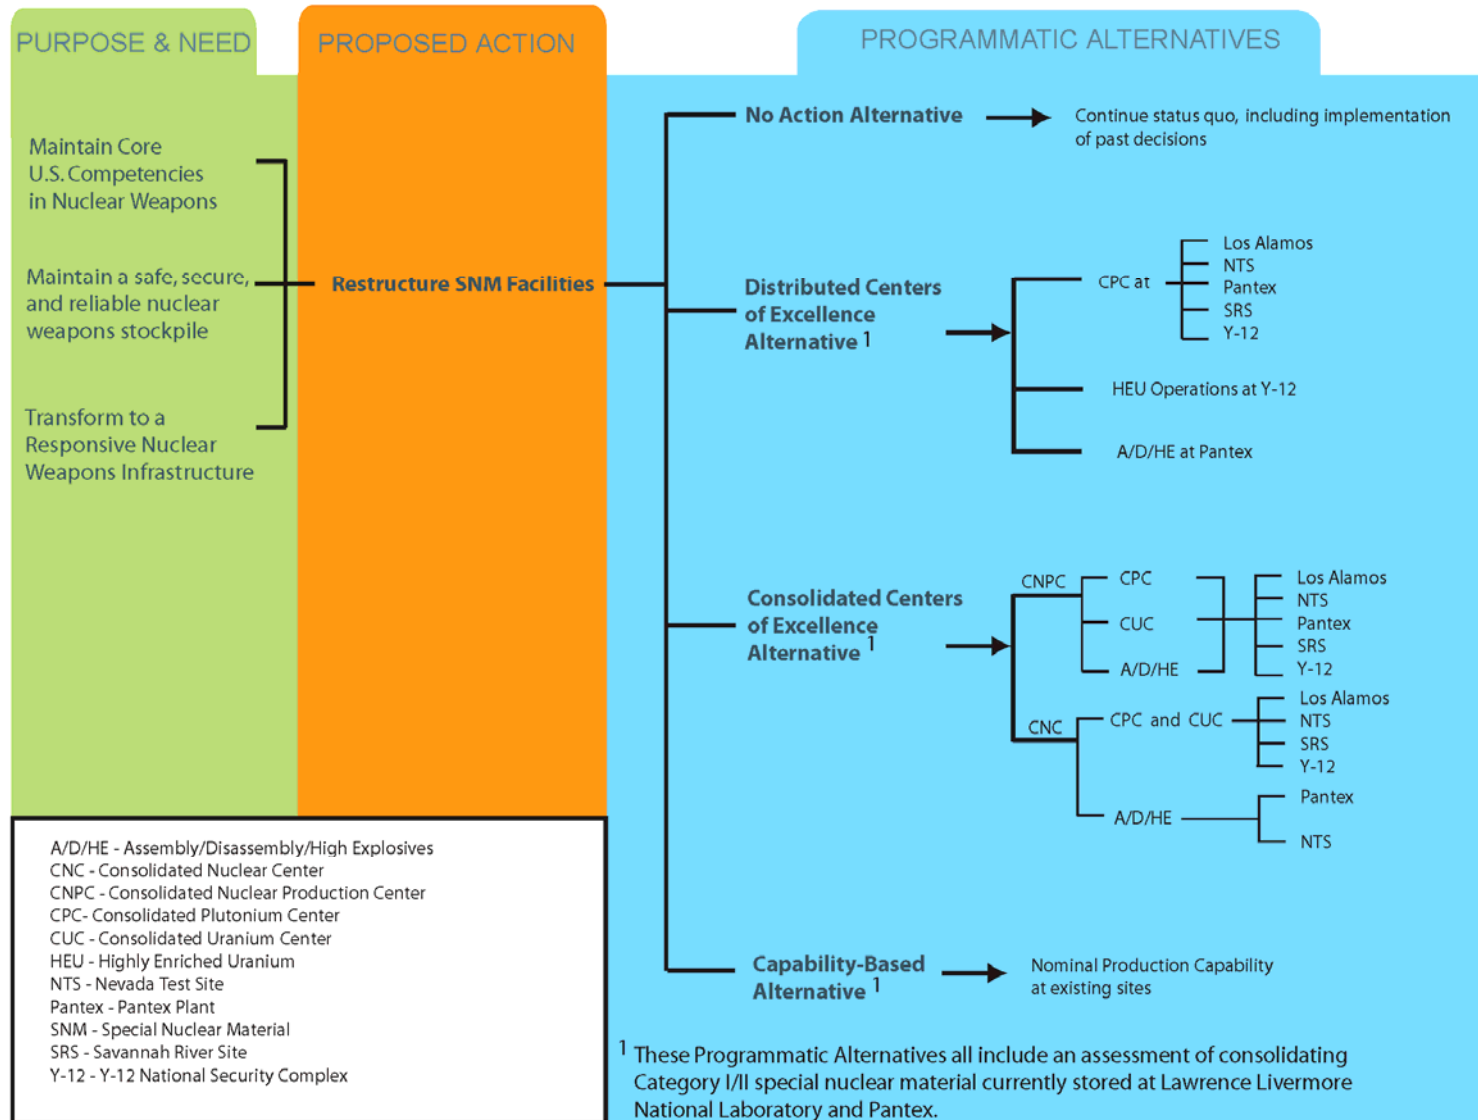 PURPOSE & NEED
PROPOSED ACTION
PROGRAMMATIC ALTERNATIVES
Maintain Core
U.S. Competencies
in Nuclear Weapons
Maintain a safe, secure,
and reliable nuclear
weapons stockpile
Transform to a
Responsive Nuclear
Weapons Infrastructure
Restructure SNM Facilities
No Action Alternative
Continue status quo, including implementation
of past decisions
Distributed Centers
of Excellence
Alternative 1
CPC at
Los Alamos
NTS
Pantex
SRS
Y-12
HEU Operations at Y-12
A/D/HE at Pantex
Consolidated Centers
of Excellence
Alternative 1
CNPC
CPC
CUC
A/D/HE
Los Alamos
NTS
Pantex
SRS
Y-12
CNC
CPC and CUC
Los Alamos
NTS
SRS
Y-12
A/D/HE
Pantex
NTS
Capability-Based
Alternative 1
Nominal Production Capability
at existing sites
A/D/HE - Assembly/Disassembly/High Explosives
CNC - Consolidated Nuclear Center
CNPC - Consolidated Nuclear Production Center
CPC- Consolidated Plutonium Center
CUC - Consolidated Uranium Center
HEU - Highly Enriched Uranium
NTS - Nevada Test Site
Pantex - Pantex Plant
SNM - Special Nuclear Material
SRS - Savannah River Site
Y-12 - Y-12 National Security Complex
1 These Programmatic Alternatives all include an assessment of consolidating
Category I/II special nuclear material currently stored at Lawrence Livermore
National Laboratory and Pantex.